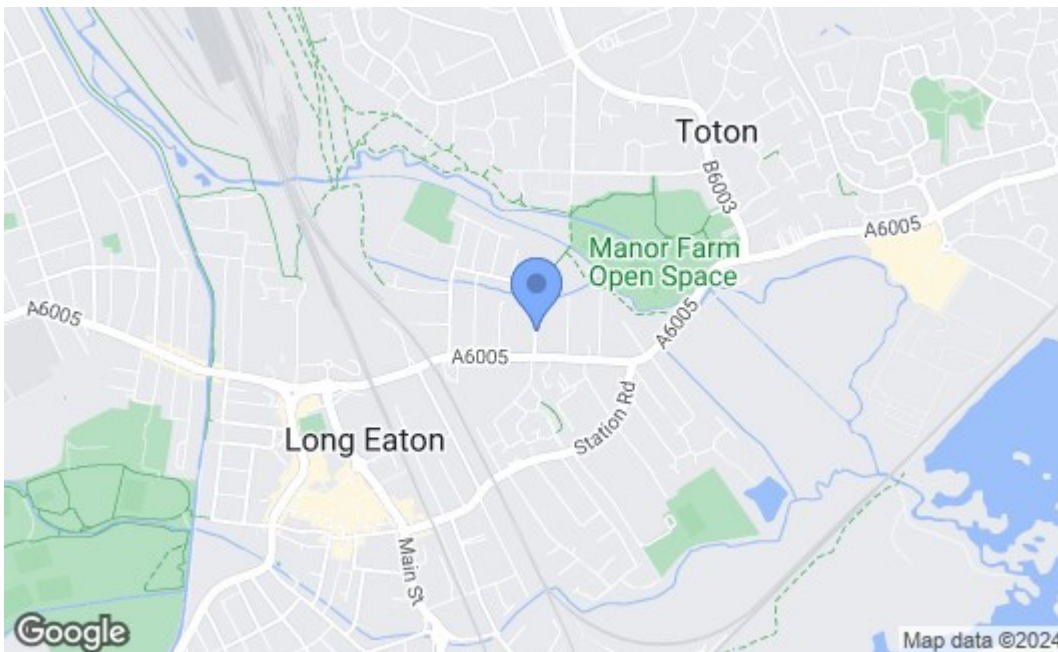 Toton
B6003
A6005
Manor Farm
Open Space
A6005
A6005
A6005
Station Rd
Long Eaton
Main St
Google
Map data ©2024